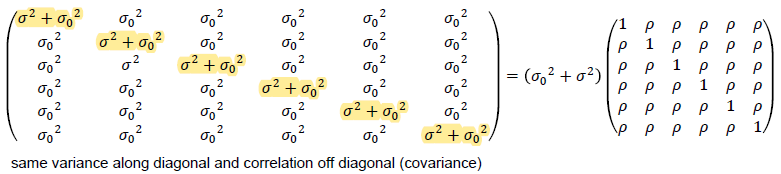 (σ² + σ₀² σ₀² σ₀² σ₀² σ₀² σ₀²)
σ₀² σ² + σ₀² σ₀² σ₀² σ₀² σ₀²
σ₀² σ² σ² + σ₀² σ₀² σ₀² σ₀²
σ₀² σ₀² σ₀² σ² + σ₀² σ₀² σ₀²
σ₀² σ₀² σ₀² σ₀² σ² + σ₀² σ₀²
σ₀² σ₀² σ₀² σ₀² σ₀² σ² + σ₀²
= (σ₀² + σ²)
1 ρ ρ ρ ρ ρ
ρ 1 ρ ρ ρ ρ
ρ ρ 1 ρ ρ ρ
ρ ρ ρ 1 ρ ρ
ρ ρ ρ ρ 1 ρ
ρ ρ ρ ρ ρ 1
same variance along diagonal and correlation off diagonal (covariance)